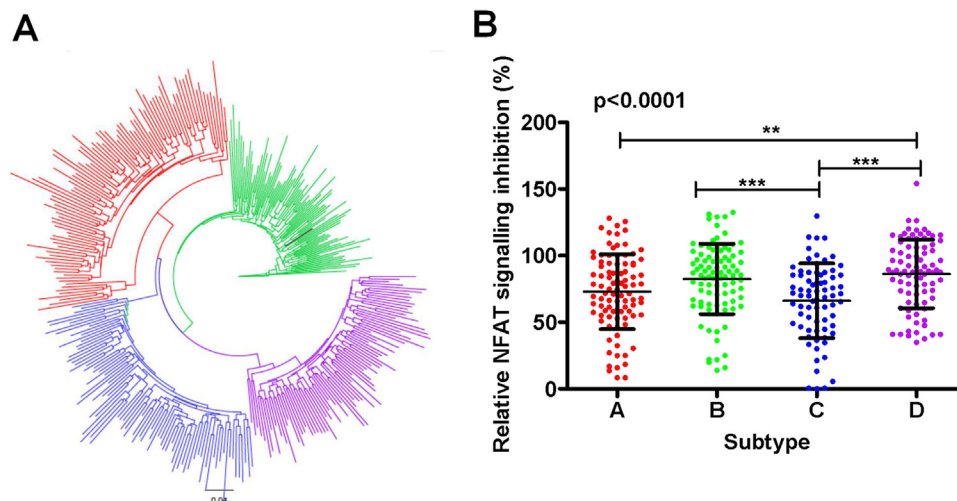 A
B
Relative NFAT signalling inhibition (%)
p<0.0001
200
150
100
50
0
**
***
***
A B C D
Subtype